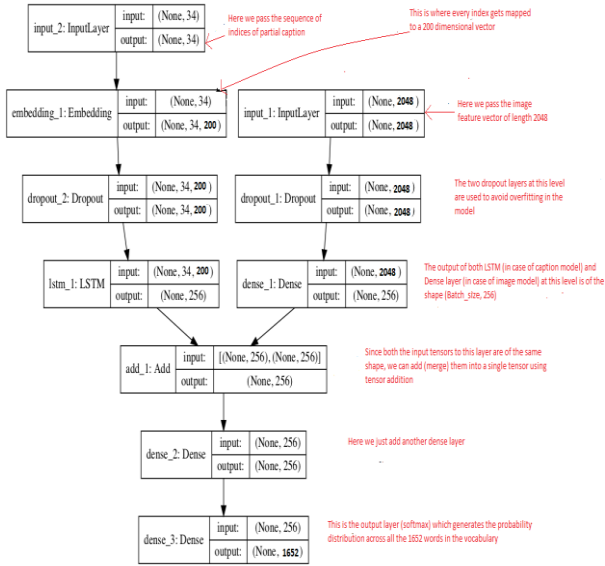 input_2: InputLayer
input: (None, 34)
output: (None, 34)
Here we pass the sequence of
indices of partial caption
This is where every index gets mapped
to a 200 dimensional vector
embedding_1: Embedding
input: (None, 34)
output: (None, 34, 200)
input_1: InputLayer
input: (None, 2048)
output: (None, 2048)
Here we pass the image
feature vector of length 2048
dropout_2: Dropout
input: (None, 34, 200)
output: (None, 34, 200)
dropout_1: Dropout
input: (None, 2048)
output: (None, 2048)
The two dropout layers at this level
are used to avoid overfitting in the
model
lstm_1: LSTM
input: (None, 34, 200)
output: (None, 256)
dense_1: Dense
input: (None, 2048)
output: (None, 256)
The output of both LSTM (in case of caption model) and
Dense layer (in case of image model) at this level is of the
shape (Batch_size, 256)
add_1: Add
input: [(None, 256), (None, 256)]
output: (None, 256)
Since both the input tensors to this layer are of the same
shape, we can add (merge) them into a single tensor using
tensor addition
dense_2: Dense
input: (None, 256)
output: (None, 256)
Here we just add another dense layer
dense_3: Dense
input: (None, 256)
output: (None, 1652)
This is the output layer (softmax) which generates the probability
distribution across all the 1652 words in the vocabulary